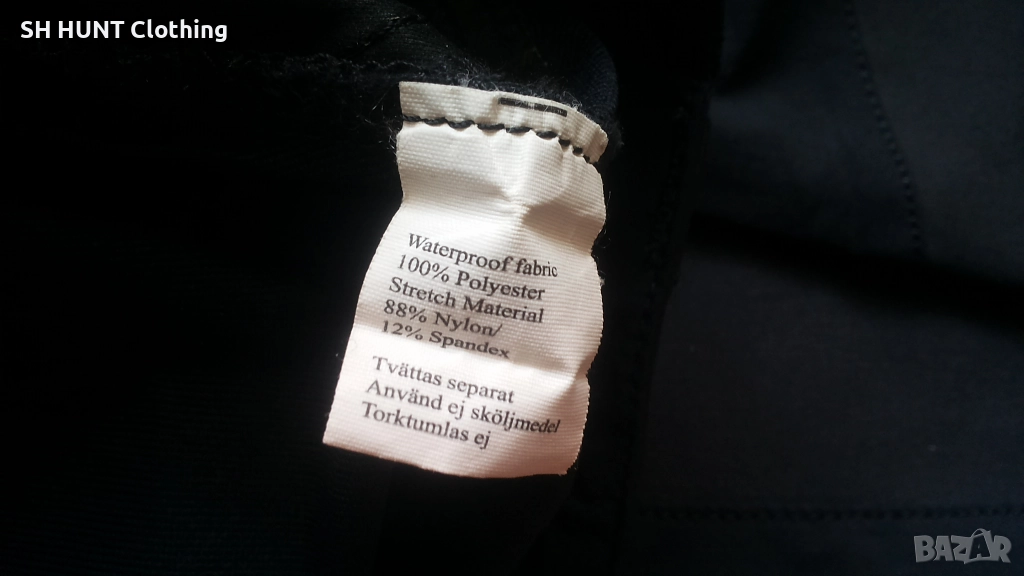 SH HUNT Clothing
Waterproof fabric
100% Polyester
Stretch Material
88% Nylon/
12% Spandex
Tvättas separat
Använd ej sköljmedel
Torktumlas ej
BAZAR